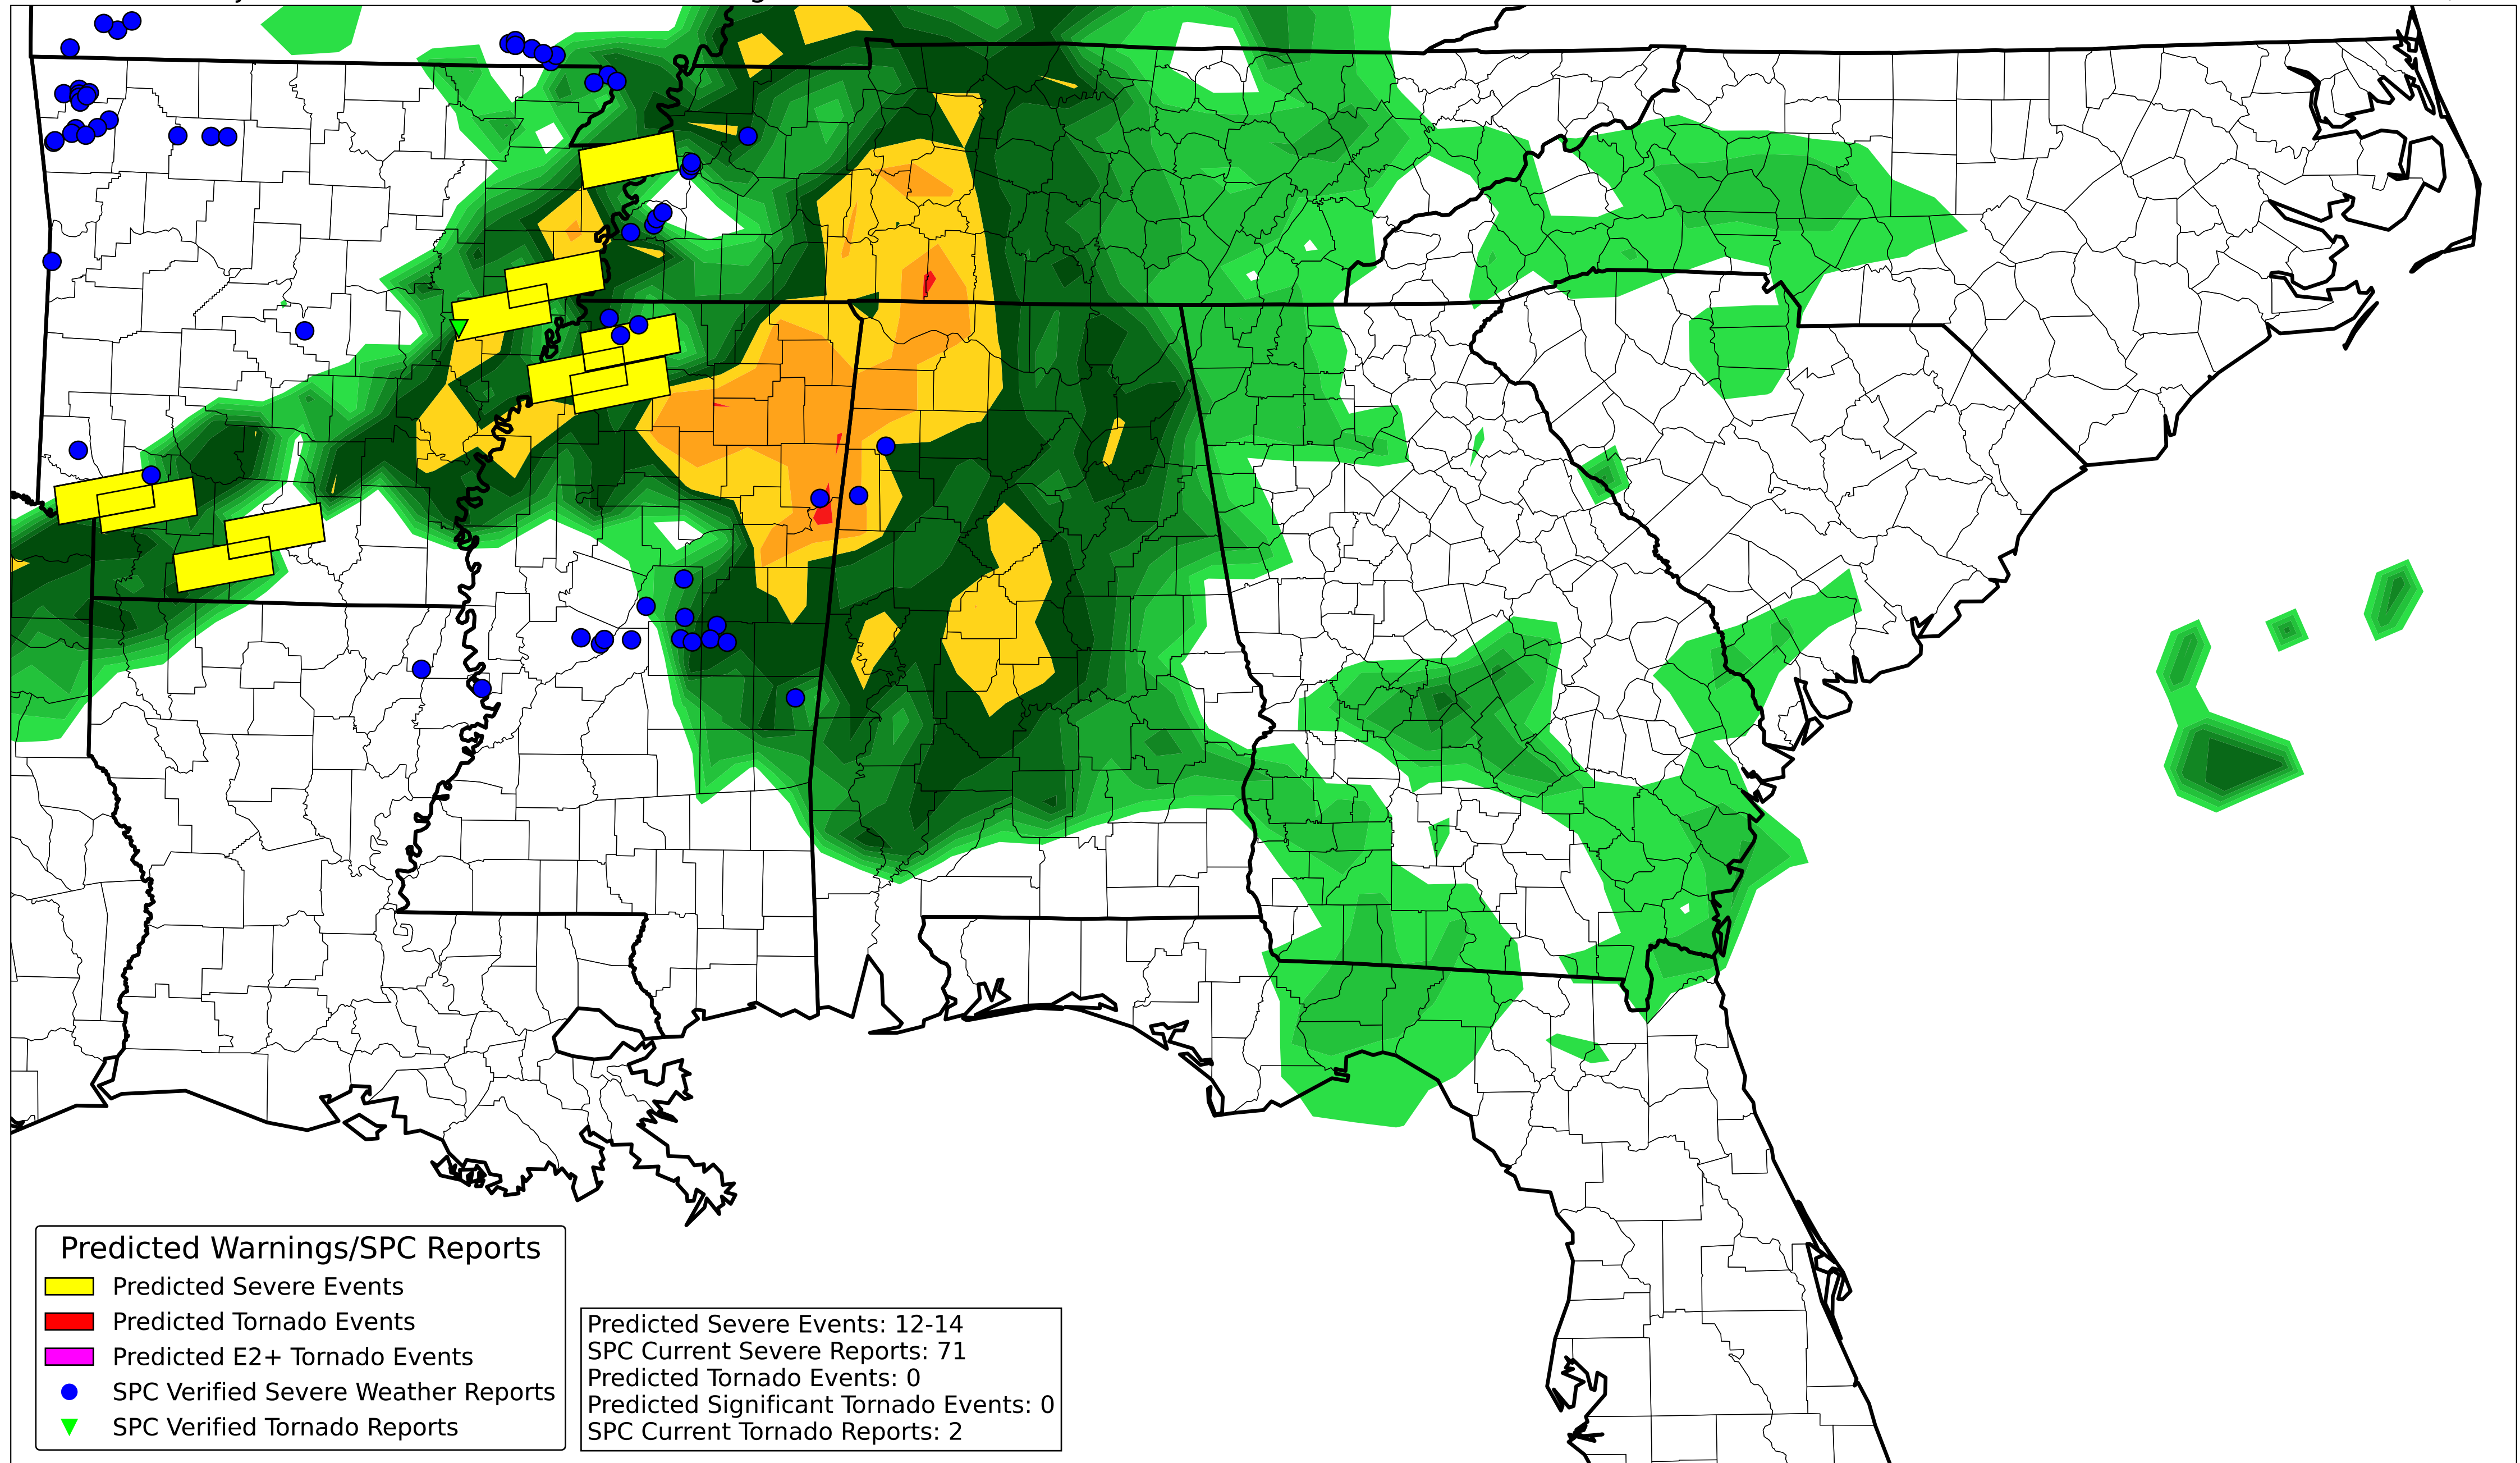 Predicted Warnings/SPC Reports
Predicted Severe Events
Predicted Tornado Events
Predicted E2+ Tornado Events
SPC Verified Severe Weather Reports
SPC Verified Tornado Reports
Predicted Severe Events: 12-14
SPC Current Severe Reports: 71
Predicted Tornado Events: 0
Predicted Significant Tornado Events: 0
SPC Current Tornado Reports: 2